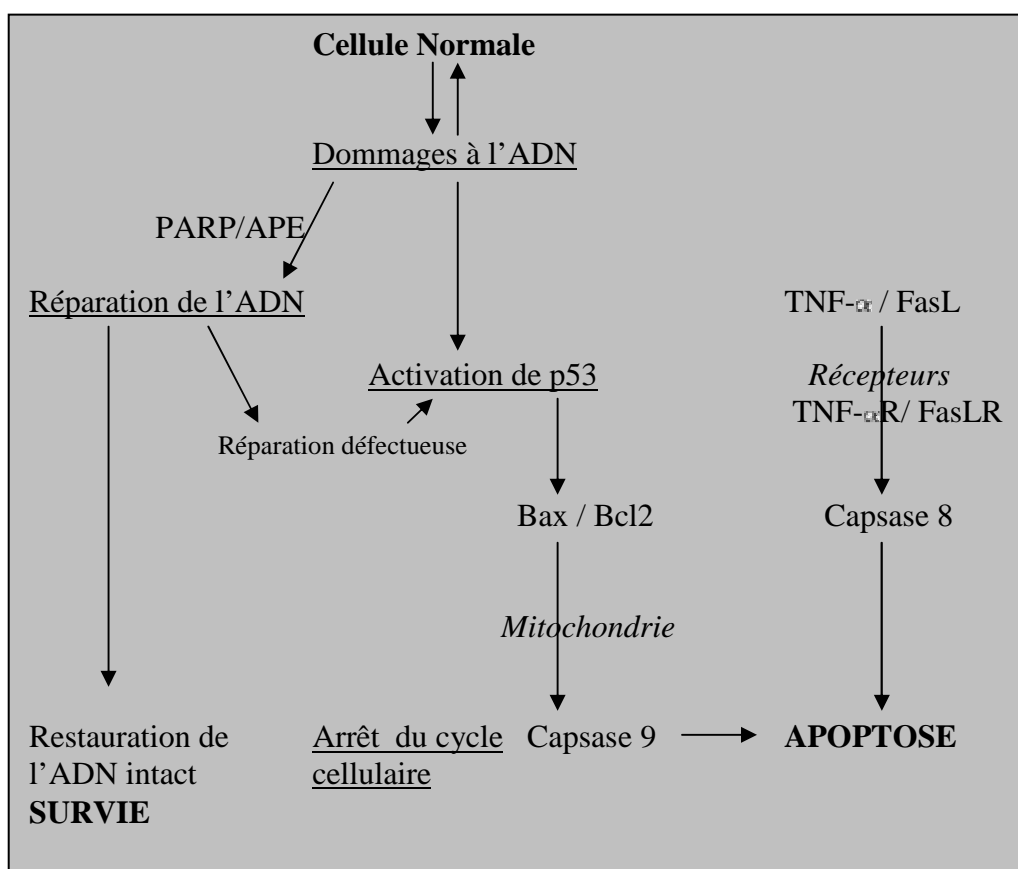 Cellule Normale
Dommages à l’ADN
PARP/APE
Réparation de l’ADN
TNF-α / FasL
Activation de p53
Récepteurs
TNF-αR/ FasLR
Réparation défectueuse
Bax / Bcl2
Capsase 8
Mitochondrie
Restauration de
l’ADN intact
SURVIE
Arrêt du cycle
cellulaire
Capsase 9
APOPTOSE